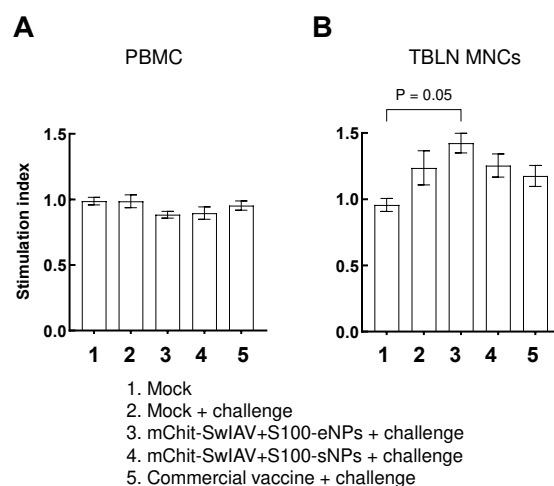 A
B
PBMC
TBLN MNCs
P = 0.05
Stimulation index
1.5
1.0
0.5
0.0
1 2 3 4 5
1.5
1.0
0.5
0.0
1 2 3 4 5
1. Mock
2. Mock + challenge
3. mChit-SwIAV+S100-eNPs + challenge
4. mChit-SwIAV+S100-sNPs + challenge
5. Commercial vaccine + challenge